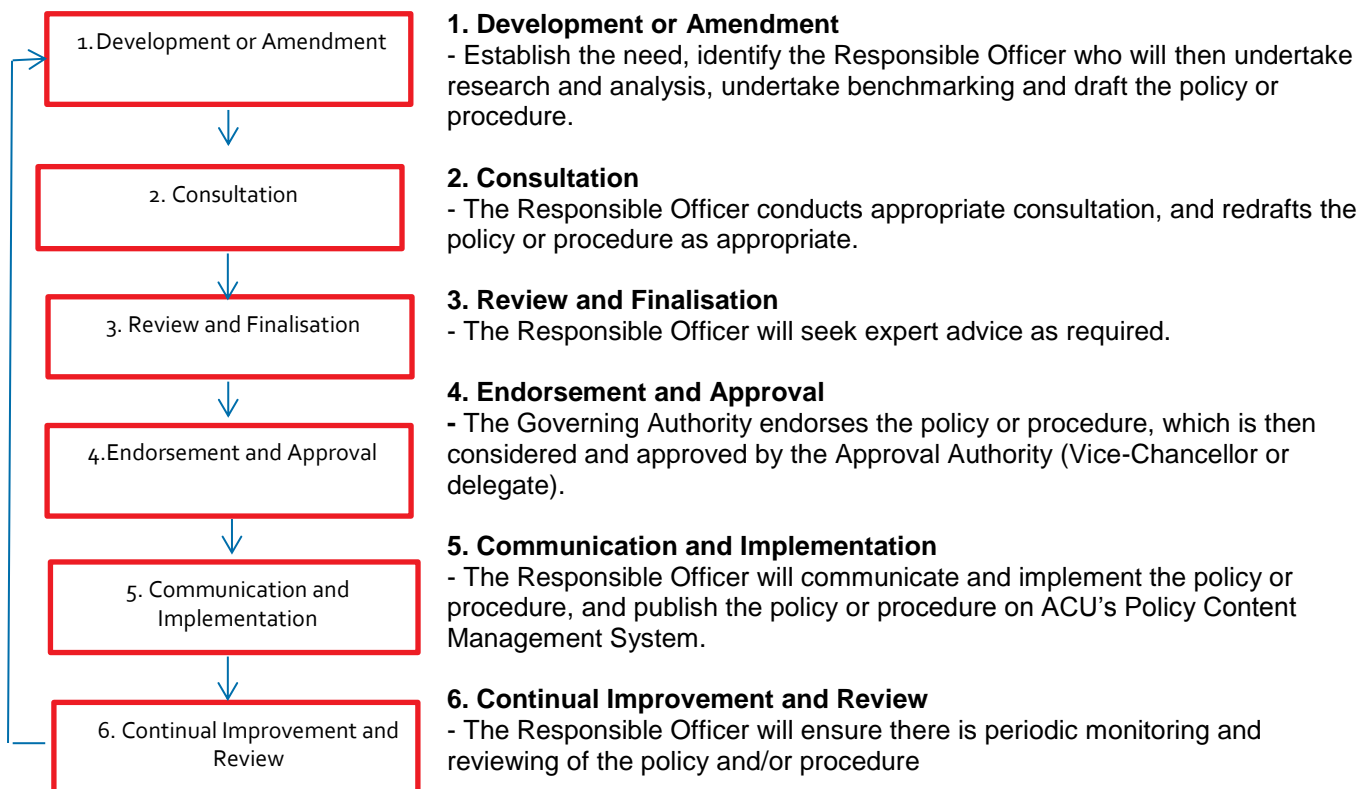 1.Development or Amendment
2. Consultation
3. Review and Finalisation
4.Endorsement and Approval
5. Communication and
Implementation
6. Continual Improvement and
Review
1. Development or Amendment
- Establish the need, identify the Responsible Officer who will then undertake
research and analysis, undertake benchmarking and draft the policy or
procedure.
2. Consultation
- The Responsible Officer conducts appropriate consultation, and redrafts the
policy or procedure as appropriate.
3. Review and Finalisation
- The Responsible Officer will seek expert advice as required.
4. Endorsement and Approval
- The Governing Authority endorses the policy or procedure, which is then
considered and approved by the Approval Authority (Vice-Chancellor or
delegate).
5. Communication and Implementation
- The Responsible Officer will communicate and implement the policy or
procedure, and publish the policy or procedure on ACU’s Policy Content
Management System.
6. Continual Improvement and Review
- The Responsible Officer will ensure there is periodic monitoring and
reviewing of the policy and/or procedure